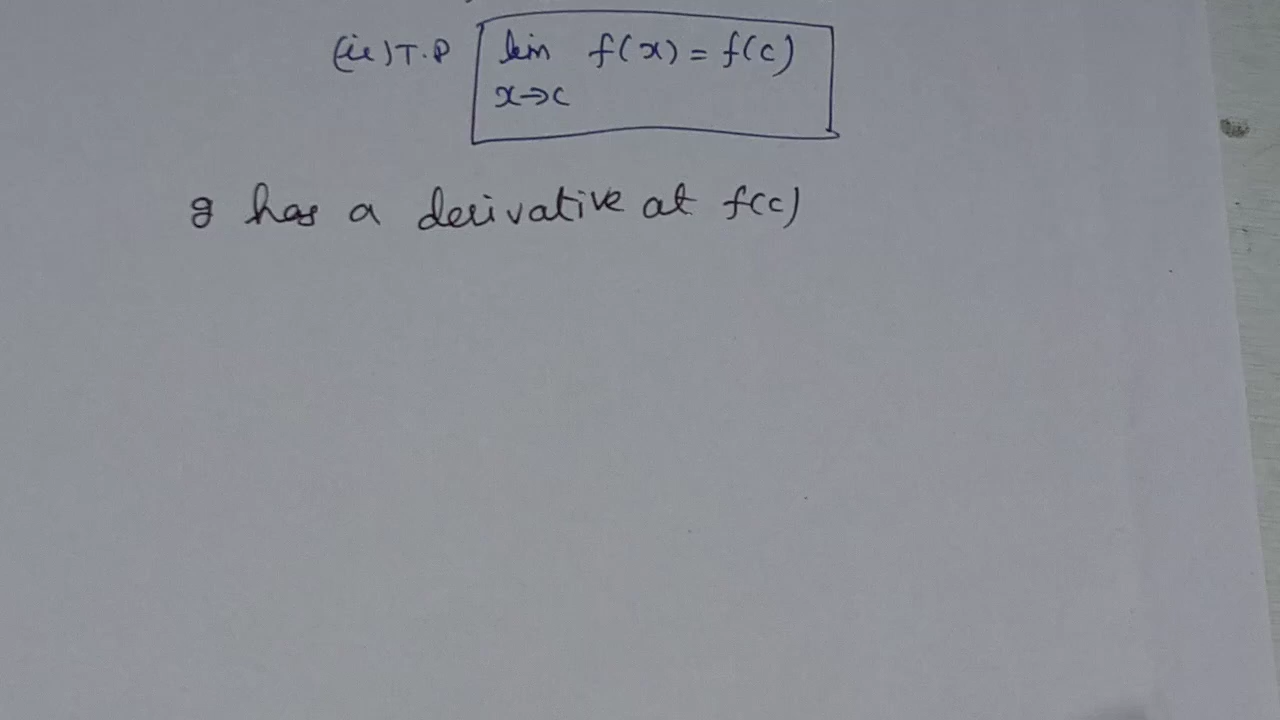 (ie) T.P lim f(x) = f(c)
x→c
g has a derivative at f(c)